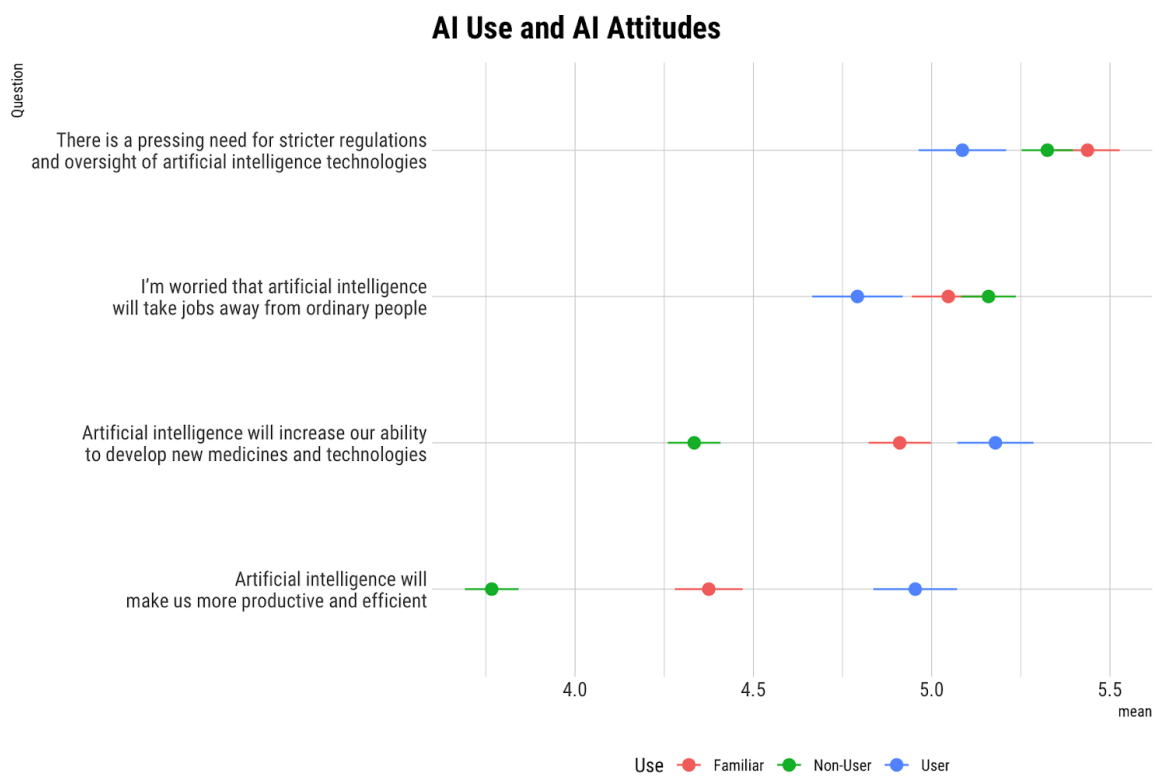 AI Use and AI Attitudes
Question
There is a pressing need for stricter regulations
and oversight of artificial intelligence technologies
I'm worried that artificial intelligence
will take jobs away from ordinary people
Artificial intelligence will increase our ability
to develop new medicines and technologies
Artificial intelligence will
make us more productive and efficient
4.0 4.5 5.0 5.5
mean
Use Familiar Non-User User